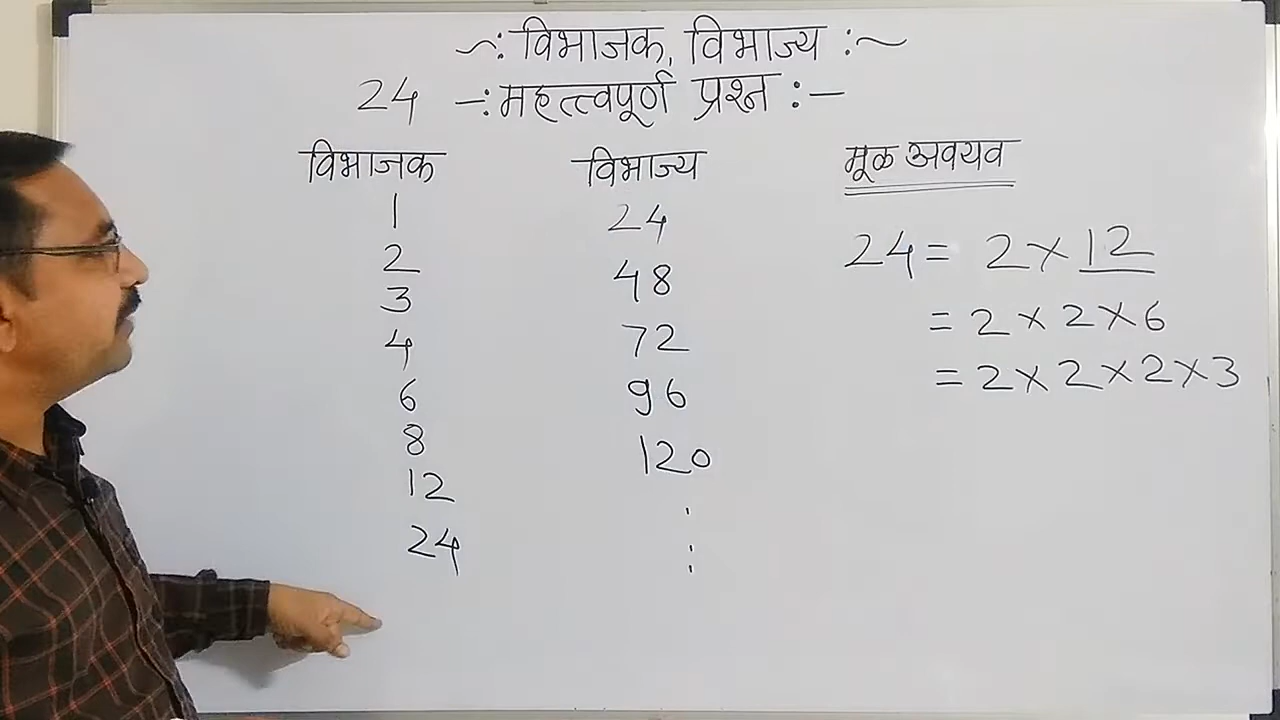 ~: विभाजक, विभाज्य :~
24 -: महत्त्वपूर्ण प्रश्न :-
विभाजक विभाज्य मूळ अवयव
1 24
2 48 24 = 2 × 12
3
4 72 = 2 × 2 × 6
6 96 = 2 × 2 × 2 × 3
8 120
12 .
24 :